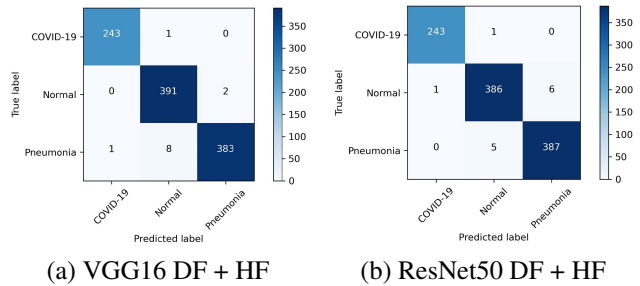 COVID-19 243 1 0
Normal 0 391 2
Pneumonia 1 8 383
True label
COVID-19
Normal
Pneumonia
Predicted label
350
300
250
200
150
100
50
0
(a) VGG16 DF + HF
COVID-19 243 1 0
Normal 1 386 6
Pneumonia 0 5 387
True label
COVID-19
Normal
Pneumonia
Predicted label
350
300
250
200
150
100
50
0
(b) ResNet50 DF + HF